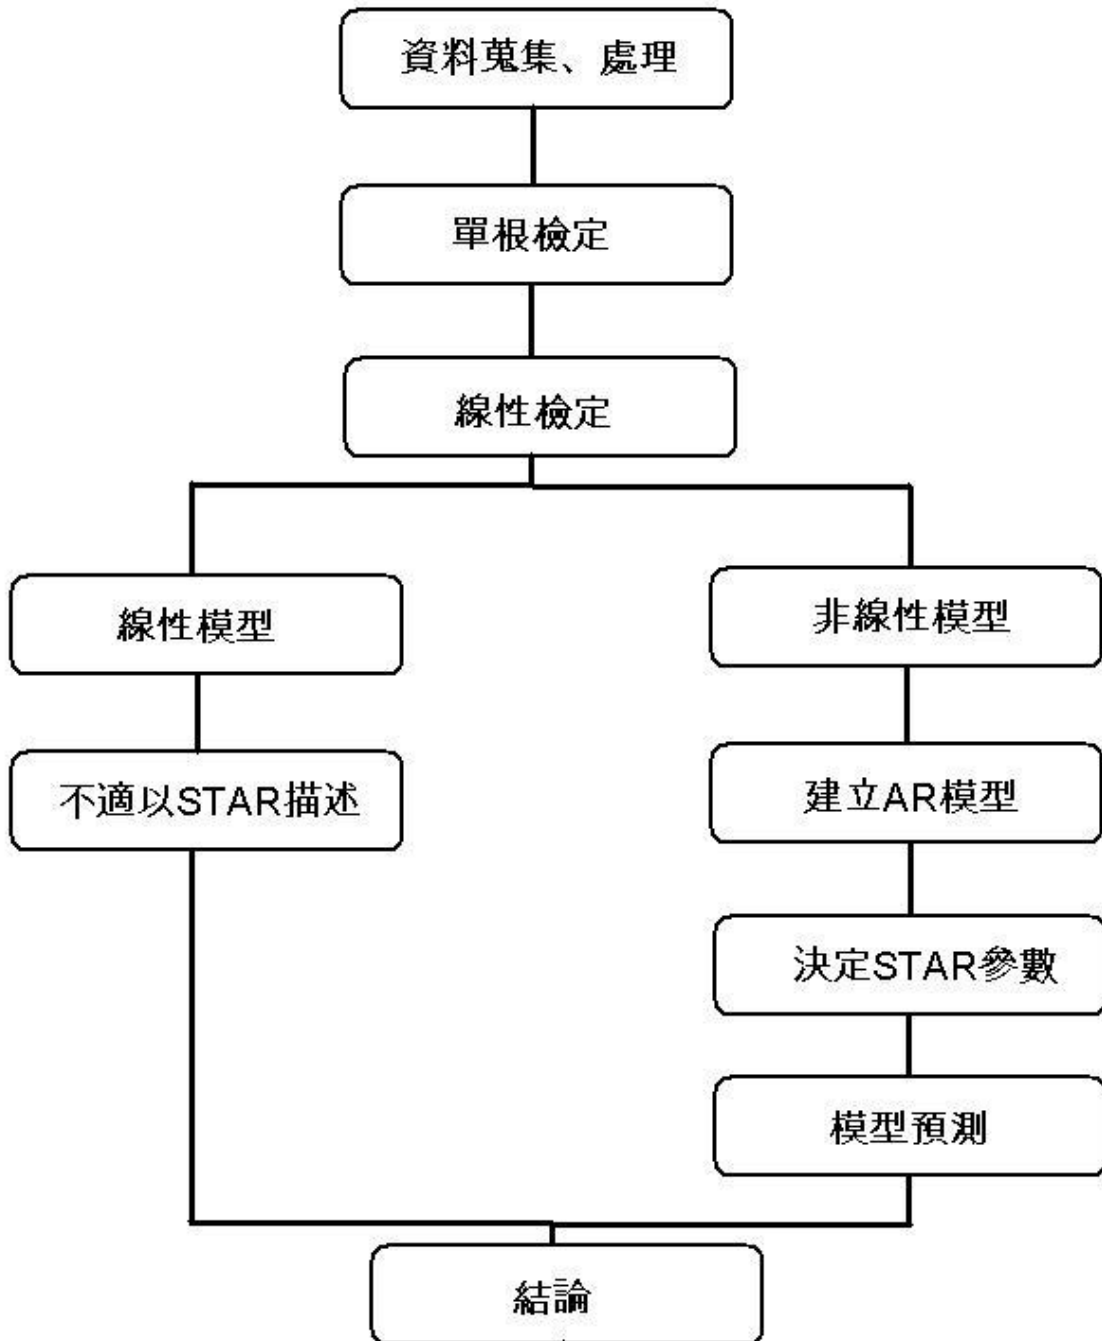 資料蒐集、處理
單根檢定
線性檢定
線性模型
非線性模型
不適以STAR描述
建立AR模型
決定STAR參數
模型預測
結論